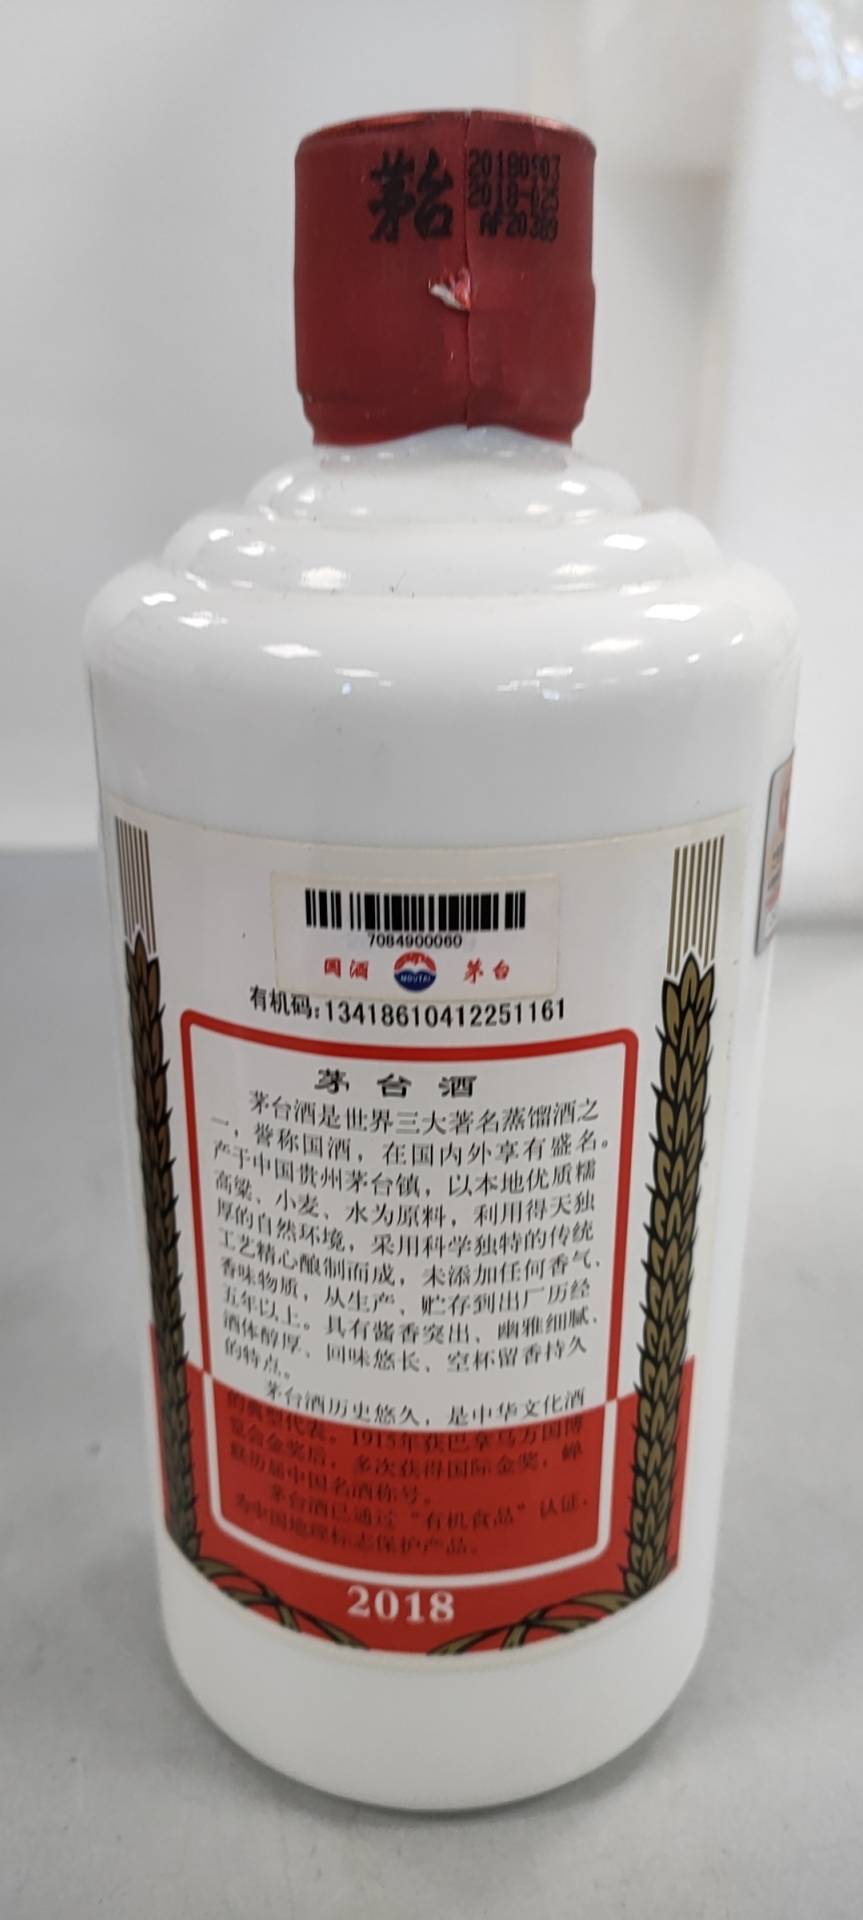 茅台
20180903
2018-025
AF20389
7084900060
国酒 MOUTAI 茅台
有机码:13418610412251161
茅台酒
茅台酒是世界三大著名蒸馏酒之
一，誉称国酒，在国内外享有盛名。
产于中国贵州茅台镇，以本地优质糯
高粱、小麦、水为原料，利用得天独
厚的自然环境，采用科学独特的传统
工艺精心酿制而成，未添加任何香气、
香味物质，从生产、贮存到出厂历经
五年以上。具有酱香突出、幽雅细腻、
酒体醇厚、回味悠长、空杯留香持久
的特点。
茅台酒历史悠久，是中华文化酒
的典型代表。1915年获巴拿马万国博
览会金奖后，多次获得国际金奖，蝉
联历届中国名酒称号。
茅台酒已通过“有机食品”认证、
为中国地理标志保护产品。
2018